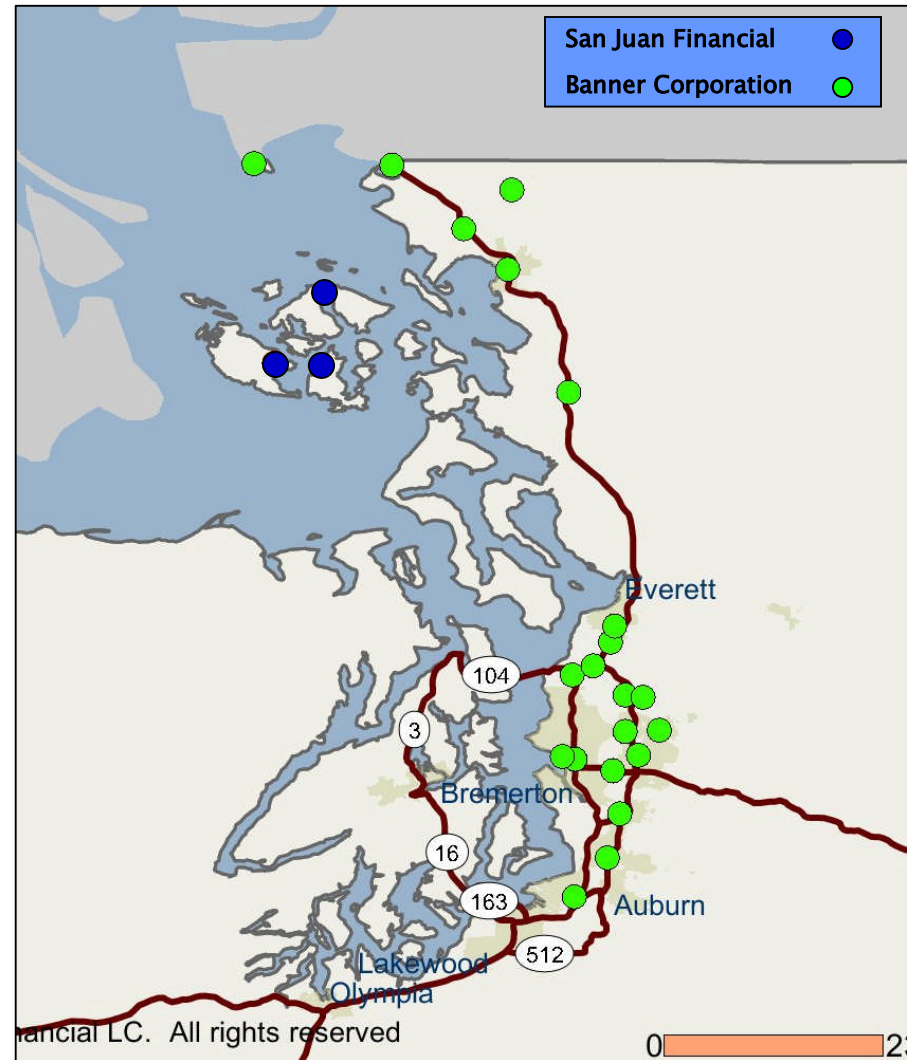 San Juan Financial
Banner Corporation
Everett
104
3
Bremerton
16
163
Auburn
512
Lakewood
Olympia
LC. All rights reserved
0